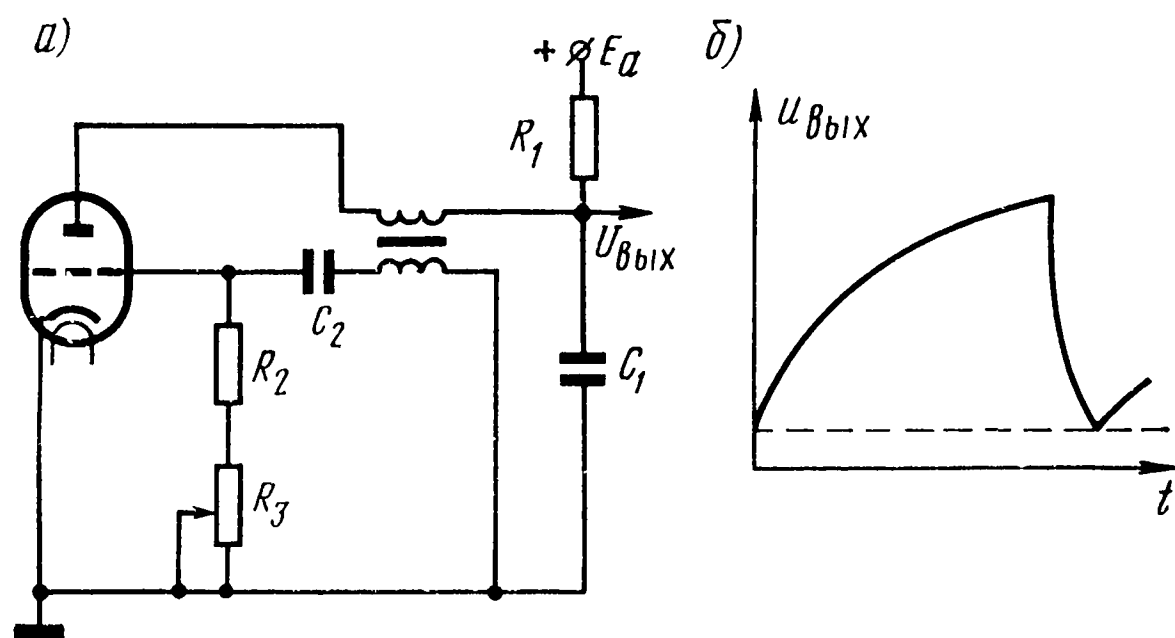 а)
+ E_a
R_1
U_вых
C_2
R_2
C_1
R_3
б)
u_вых
t